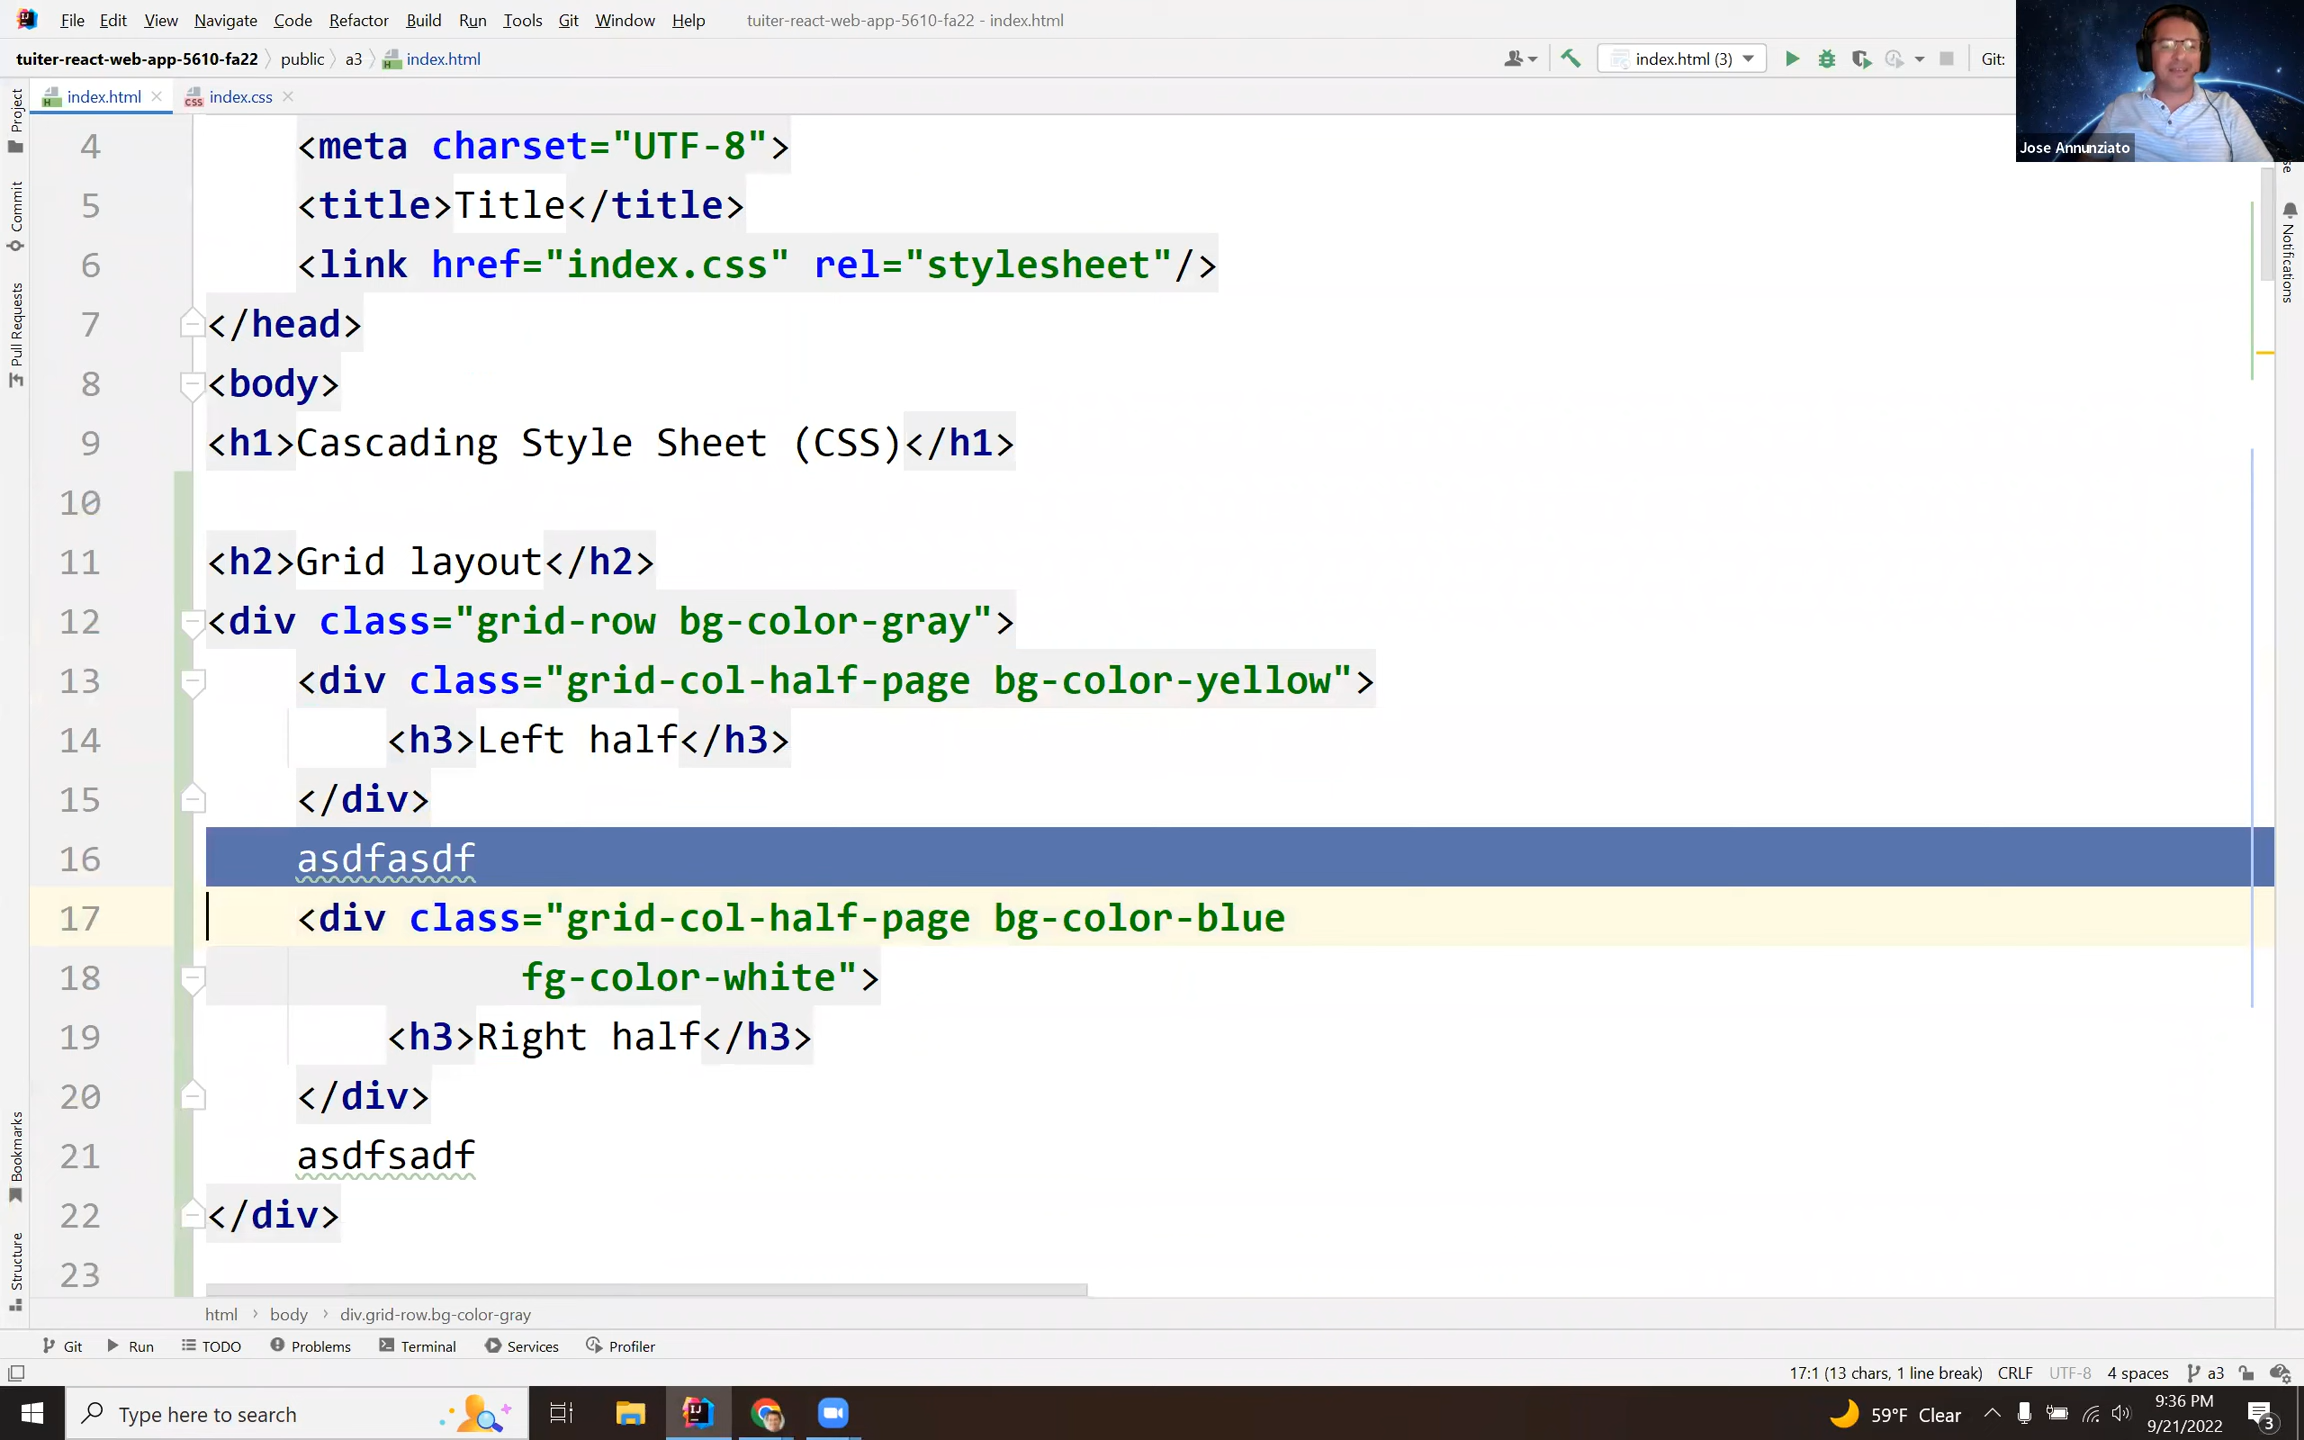 File Edit View Navigate Code Refactor Build Run Tools Git Window Help tuiter-react-web-app-5610-fa22 - index.html
tuiter-react-web-app-5610-fa22 public a3 index.html index.html (3) Git:
Jose Annunziato
index.html index.css
Project
Commit
Pull Requests
Bookmarks
Structure
Notifications
4 <meta charset="UTF-8">
5 <title>Title</title>
6 <link href="index.css" rel="stylesheet"/>
7 </head>
8 <body>
9 <h1>Cascading Style Sheet (CSS)</h1>
10
11 <h2>Grid layout</h2>
12 <div class="grid-row bg-color-gray">
13 <div class="grid-col-half-page bg-color-yellow">
14 <h3>Left half</h3>
15 </div>
16 asdfasdf
17 <div class="grid-col-half-page bg-color-blue
18 fg-color-white">
19 <h3>Right half</h3>
20 </div>
21 asdfsadf
22 </div>
23
html body div.grid-row.bg-color-gray
Git Run TODO Problems Terminal Services Profiler
17:1 (13 chars, 1 line break) CRLF UTF-8 4 spaces a3
Type here to search
59°F Clear
9:36 PM
9/21/2022
3